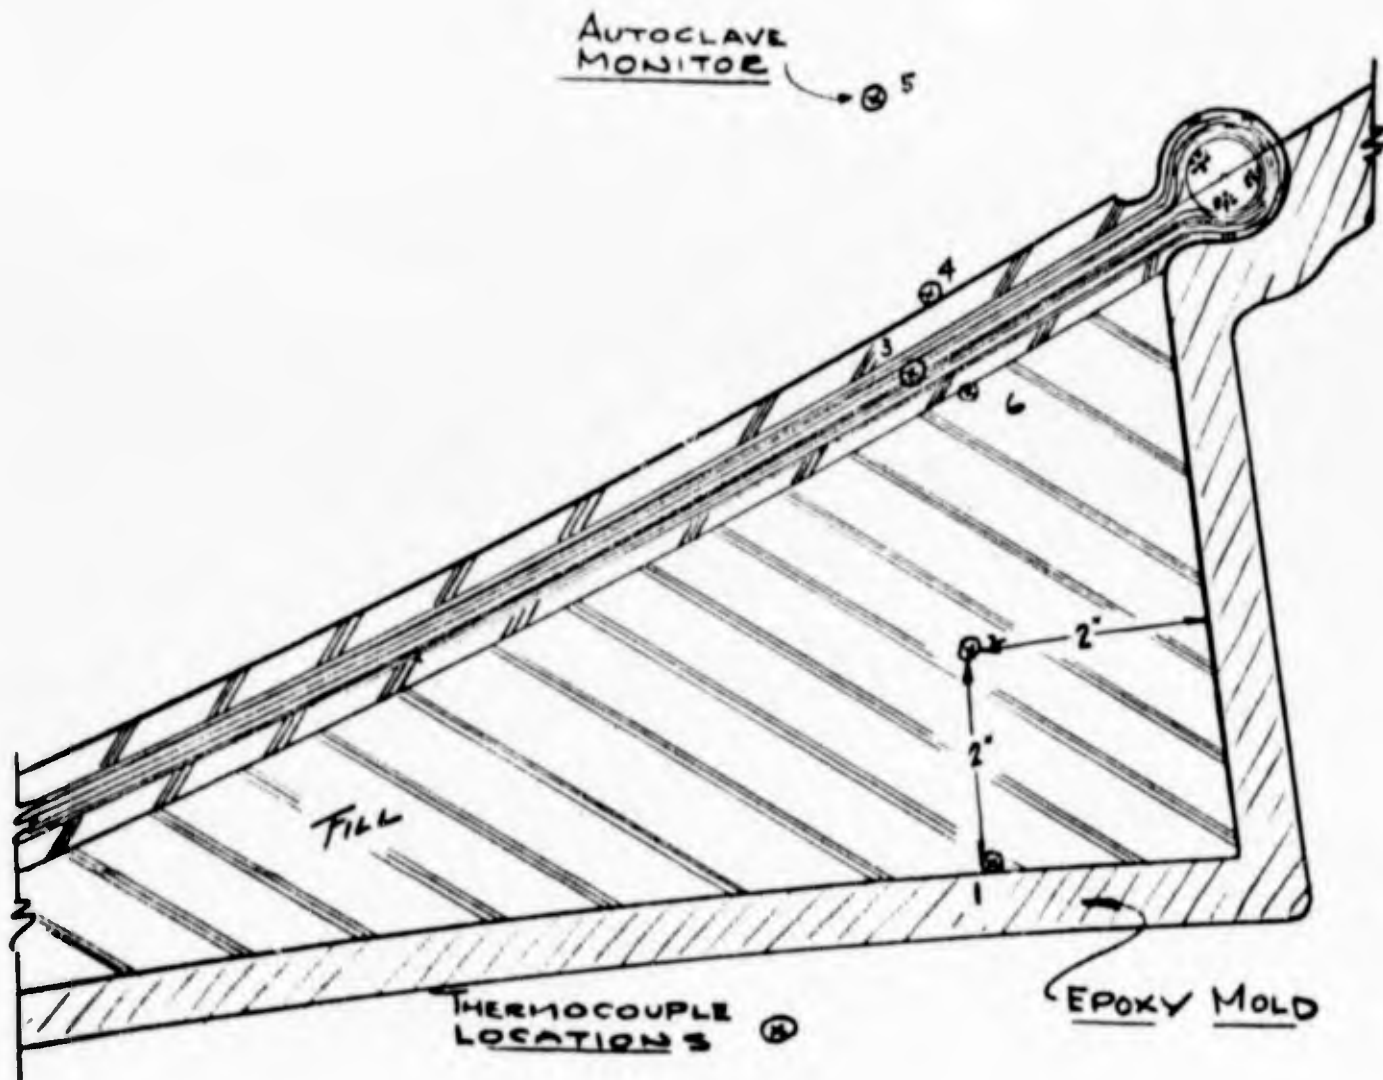 AUTOCLAVE
MONITOR
5
4
3
6
2"
2"
FILL
1
THERMOCOUPLE
LOCATIONS
EPOXY MOLD